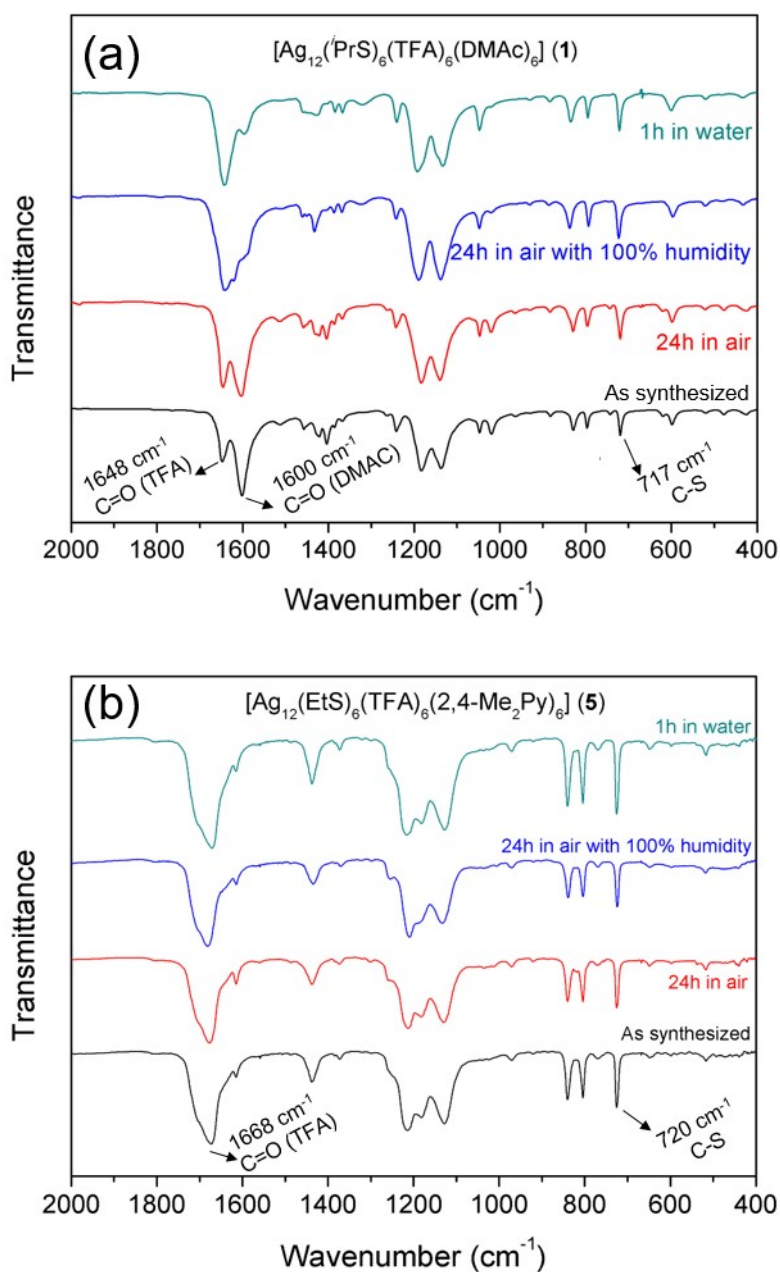 (a)
[Ag₁₂(ⁱPrS)₆(TFA)₆(DMAc)₆] (1)
1h in water
24h in air with 100% humidity
24h in air
As synthesized
1648 cm⁻¹
C=O (TFA)
1600 cm⁻¹
C=O (DMAC)
717 cm⁻¹
C-S
Transmittance
2000 1800 1600 1400 1200 1000 800 600 400
Wavenumber (cm⁻¹)
(b)
[Ag₁₂(EtS)₆(TFA)₆(2,4-Me₂Py)₆] (5)
1h in water
24h in air with 100% humidity
24h in air
As synthesized
1668 cm⁻¹
C=O (TFA)
720 cm⁻¹
C-S
Transmittance
2000 1800 1600 1400 1200 1000 800 600 400
Wavenumber (cm⁻¹)